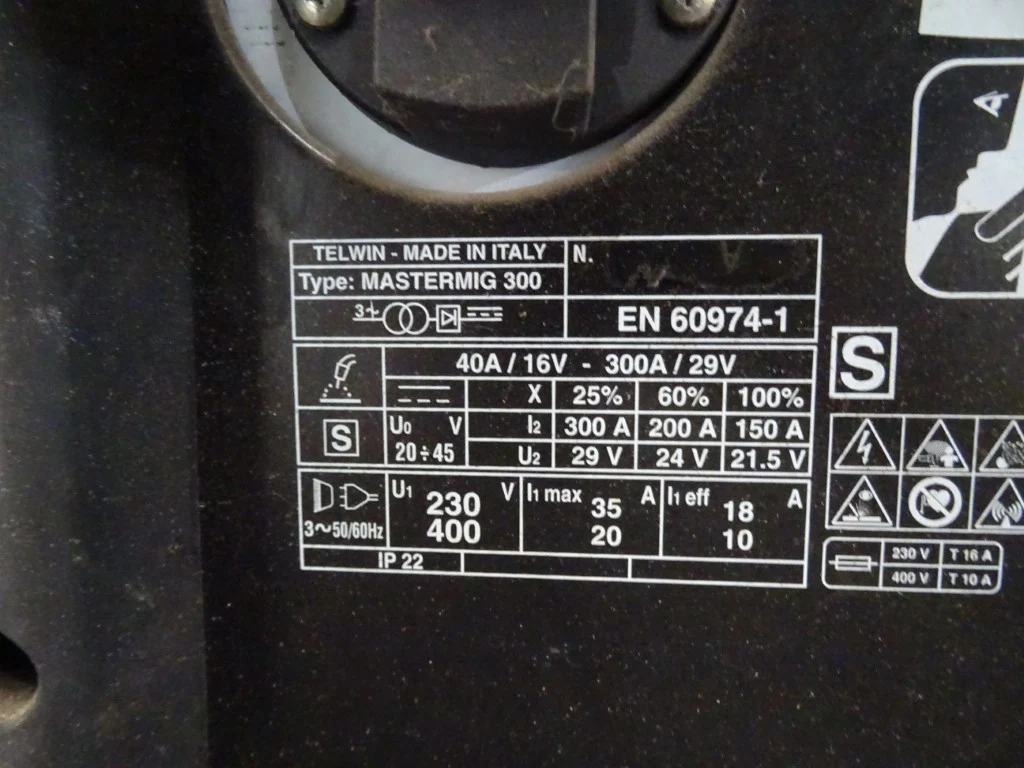 TELWIN - MADE IN ITALY
N.
Type: MASTERMIG 300
3~
EN 60974-1
40A / 16V - 300A / 29V
X 25% 60% 100%
S
U0 V
20÷45
I2 300 A 200 A 150 A
U2 29 V 24 V 21.5 V
3~50/60Hz
U1 230 V
400
I1 max 35 A
20
I1 eff 18 A
10
IP 22
S
230 V T 16 A
400 V T 10 A